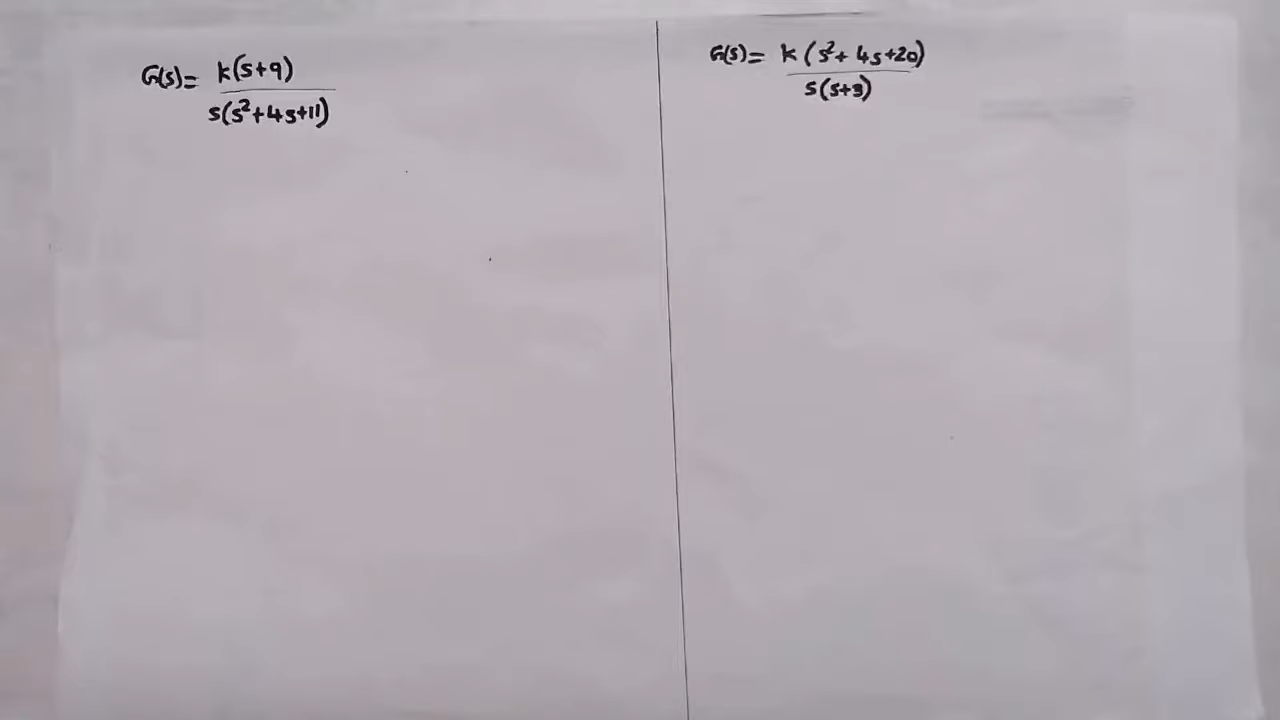 G(s)= k(s+9)
s(s²+4s+11)
G(s)= k(s²+4s+20)
s(s+3)